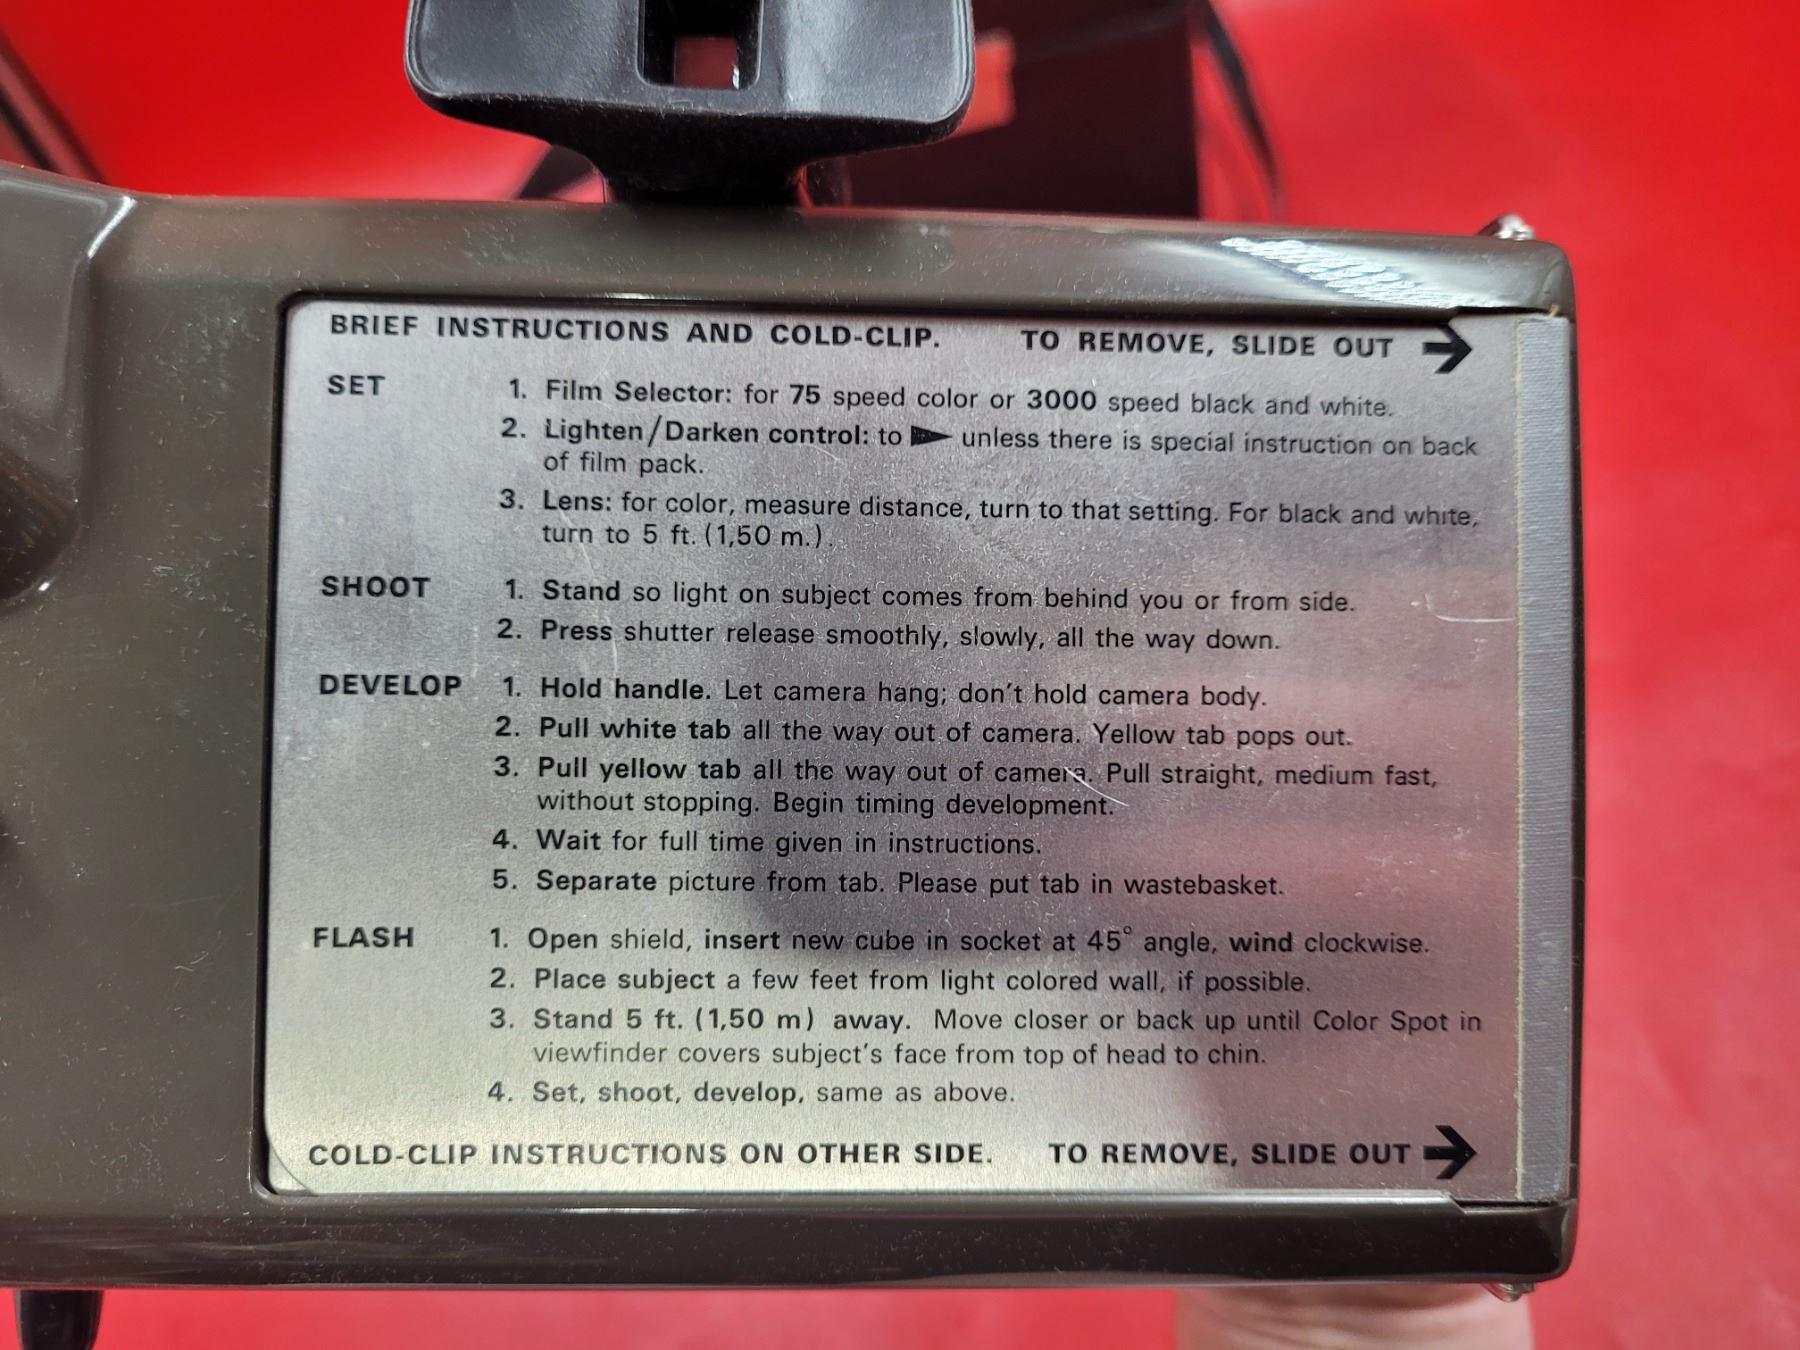 BRIEF INSTRUCTIONS AND COLD-CLIP. TO REMOVE, SLIDE OUT →
SET 1. Film Selector: for 75 speed color or 3000 speed black and white.
2. Lighten/Darken control: to ► unless there is special instruction on back
of film pack.
3. Lens: for color, measure distance, turn to that setting. For black and white,
turn to 5 ft. (1,50 m.).
SHOOT 1. Stand so light on subject comes from behind you or from side.
2. Press shutter release smoothly, slowly, all the way down.
DEVELOP 1. Hold handle. Let camera hang; don't hold camera body.
2. Pull white tab all the way out of camera. Yellow tab pops out.
3. Pull yellow tab all the way out of camera. Pull straight, medium fast,
without stopping. Begin timing development.
4. Wait for full time given in instructions.
5. Separate picture from tab. Please put tab in wastebasket.
FLASH 1. Open shield, insert new cube in socket at 45° angle, wind clockwise.
2. Place subject a few feet from light colored wall, if possible.
3. Stand 5 ft. (1,50 m) away. Move closer or back up until Color Spot in
viewfinder covers subject's face from top of head to chin.
4. Set, shoot, develop, same as above.
COLD-CLIP INSTRUCTIONS ON OTHER SIDE. TO REMOVE, SLIDE OUT →